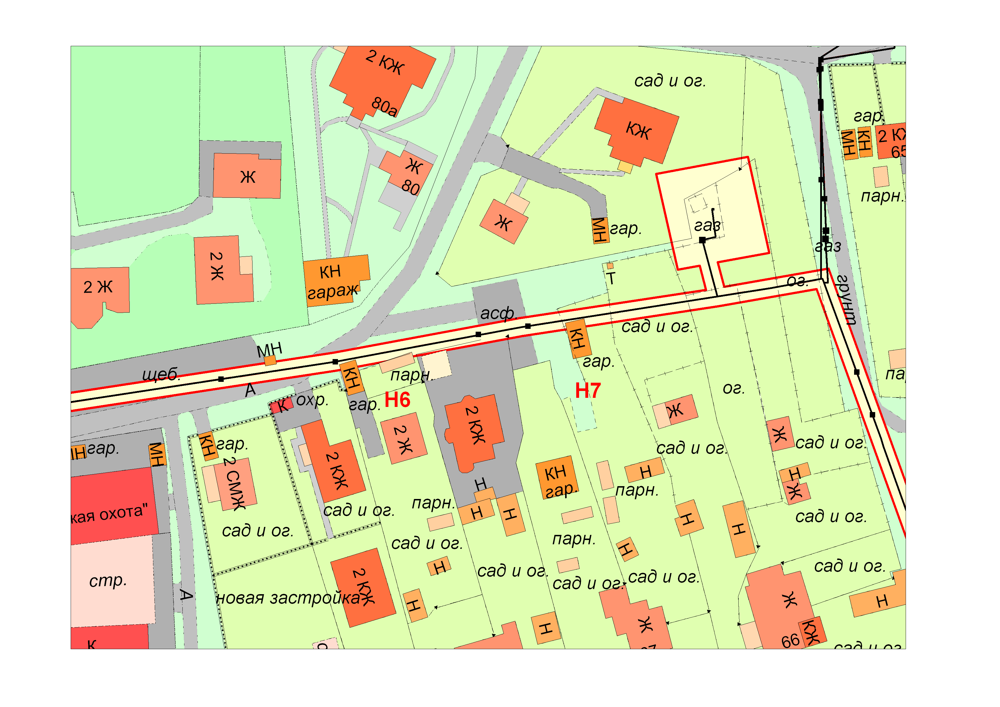 2 КЖ
80а
сад и ог.
КЖ
гар
МН
КН
2 КЖ
65
парн.
Ж
Ж
80
Ж
МН
гар.
газ
газ
2 Ж
2 Ж
КН
гараж
Т
ог.
грунт
асф.
сад и ог.
МН
КН
гар.
щеб.
А
КН
парн.
па
ог.
Н6
Н7
К
охр.
гар.
Ж
2 Ж
2 КЖ
Ж
сад и ог.
сад и ог.
гар.
МН
КН
гар.
2 СМЖ
2 КЖ
КН
гар.
Н
Н
Ж
парн.
Н
парн.
Н
Н
кая охота"
сад и ог.
сад и ог.
сад и ог.
Н
Н
сад и ог.
парн.
Н
Н
сад и ог.
сад и ог.
сад и ог.
сад и ог.
стр.
А
новая застройка
2 КЖ
Н
Н
Ж
Ж
Н
66
КЖ
К
сад и ог.